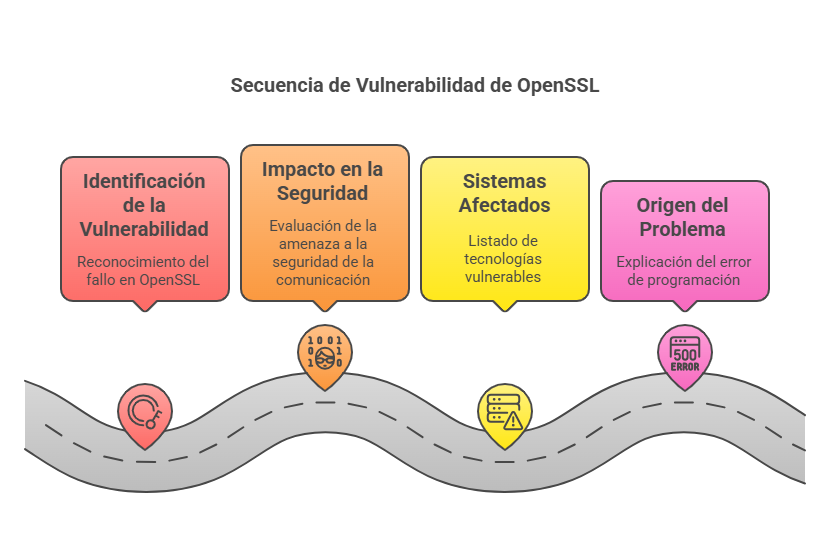 Secuencia de Vulnerabilidad de OpenSSL
Identificación
de la
Vulnerabilidad
Reconocimiento del
fallo en OpenSSL
Impacto en la
Seguridad
Evaluación de la
amenaza a la
seguridad de la
comunicación
Sistemas
Afectados
Listado de
tecnologías
vulnerables
Origen del
Problema
Explicación del error
de programación
1 0 0 1
0 1
1 0
500
ERROR